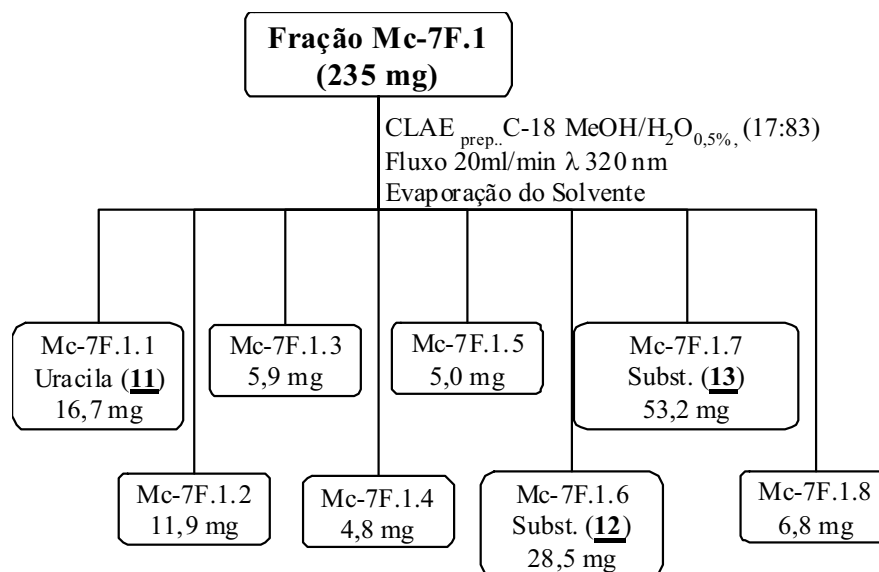 Fração Mc-7F.1
(235 mg)
CLAE prep.. C-18 MeOH/H2O0,5%, (17:83)
Fluxo 20ml/min λ 320 nm
Evaporação do Solvente
Mc-7F.1.1
Uracila (11)
16,7 mg
Mc-7F.1.3
5,9 mg
Mc-7F.1.5
5,0 mg
Mc-7F.1.7
Subst. (13)
53,2 mg
Mc-7F.1.2
11,9 mg
Mc-7F.1.4
4,8 mg
Mc-7F.1.6
Subst. (12)
28,5 mg
Mc-7F.1.8
6,8 mg